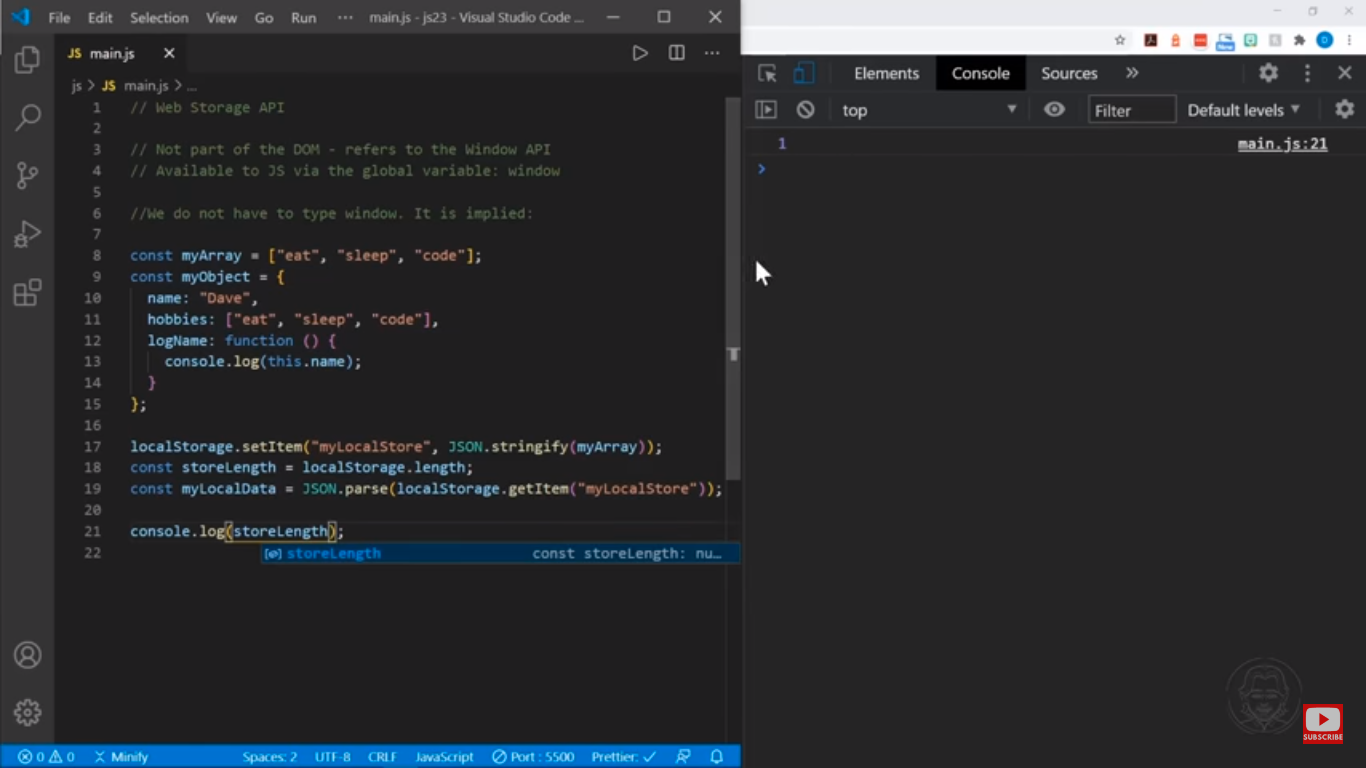 File Edit Selection View Go Run ··· main.js - js23 - Visual Studio Code ...
JS main.js
js > JS main.js > ...
1 // Web Storage API
2
3 // Not part of the DOM - refers to the Window API
4 // Available to JS via the global variable: window
5
6 //We do not have to type window. It is implied:
7
8 const myArray = ["eat", "sleep", "code"];
9 const myObject = {
10 name: "Dave",
11 hobbies: ["eat", "sleep", "code"],
12 logName: function () {
13 console.log(this.name);
14 }
15 };
16
17 localStorage.setItem("myLocalStore", JSON.stringify(myArray));
18 const storeLength = localStorage.length;
19 const myLocalData = JSON.parse(localStorage.getItem("myLocalStore"));
20
21 console.log(storeLength);
22
storeLength const storeLength: nu...
0 0 Minify Spaces: 2 UTF-8 CRLF JavaScript Port : 5500 Prettier: ✓
New D
Elements Console Sources »
top Filter Default levels
1 main.js:21
>
SUBSCRIBE